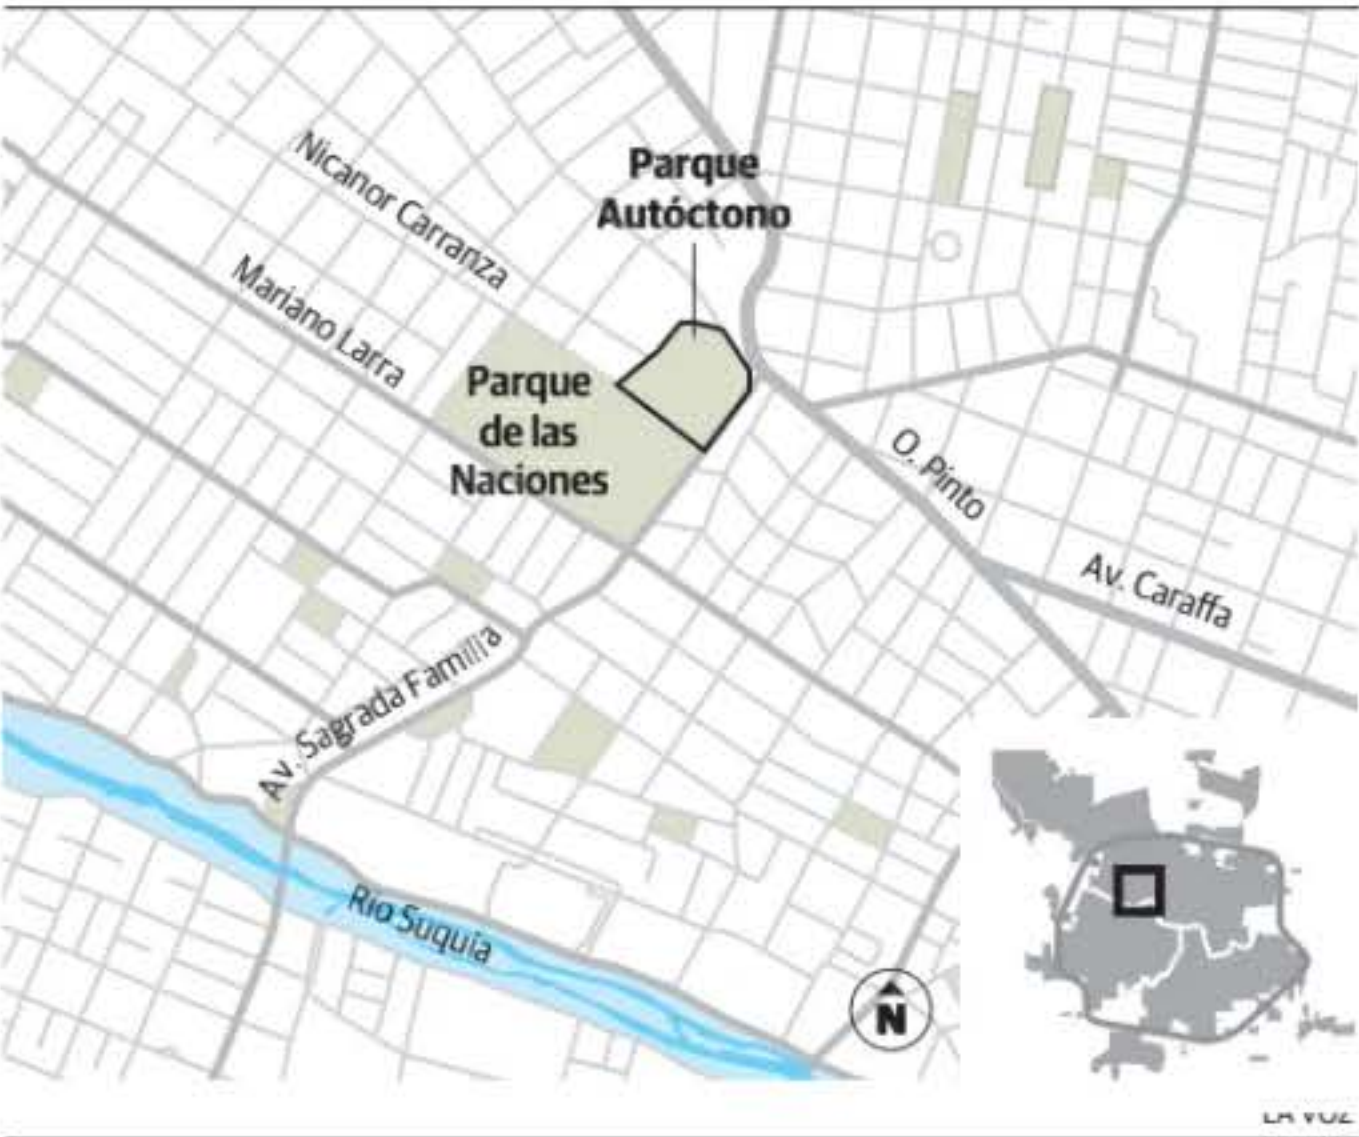 Nicanor Carranza
Parque
Autóctono
Mariano Larra
Parque
de las
Naciones
O. Pinto
Av. Caraffa
Av. Sagrada Familia
Río Suquía
N
LA VOZ